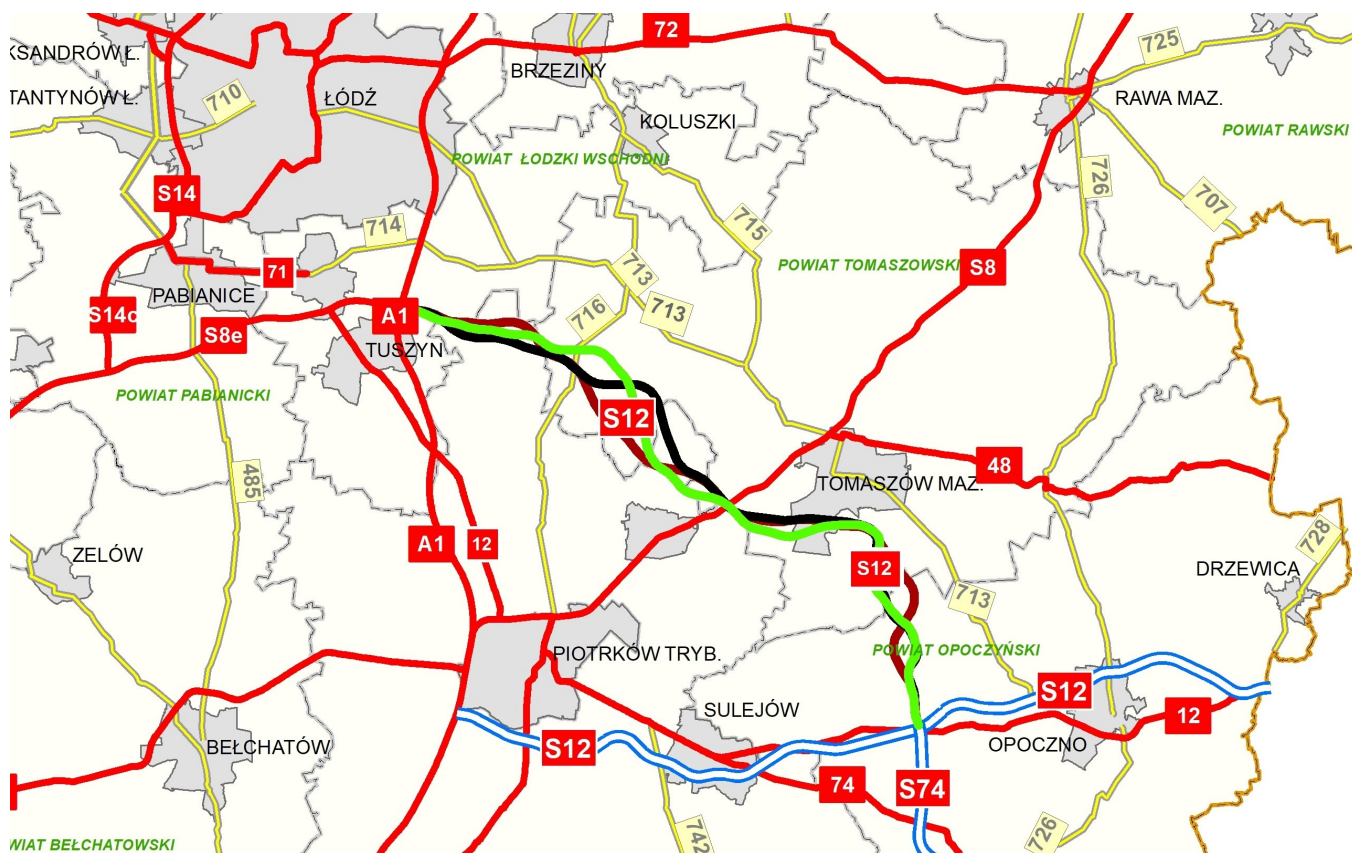 72
725
KSANDRÓW Ł.
BRZEZINY
TANTYNÓW Ł.
710
ŁÓDŹ
KOLUSZKI
RAWA MAZ.
POWIAT RAWSKI
POWIAT ŁODZKI WSCHODNI
S14
726
707
714
715
71
713
POWIAT TOMASZOWSKI
S8
PABIANICE
S14c
S8e
A1
716
713
TUSZYN
POWIAT PABIANICKI
S12
485
48
TOMASZÓW MAZ.
A1
12
ZELÓW
S12
DRZEWICA
728
713
PIOTRKÓW TRYB.
POWIAT OPOCZYŃSKI
S12
SULEJÓW
12
BEŁCHATÓW
S12
OPOCZNO
74
S74
WIAT BEŁCHATOWSKI
742
726